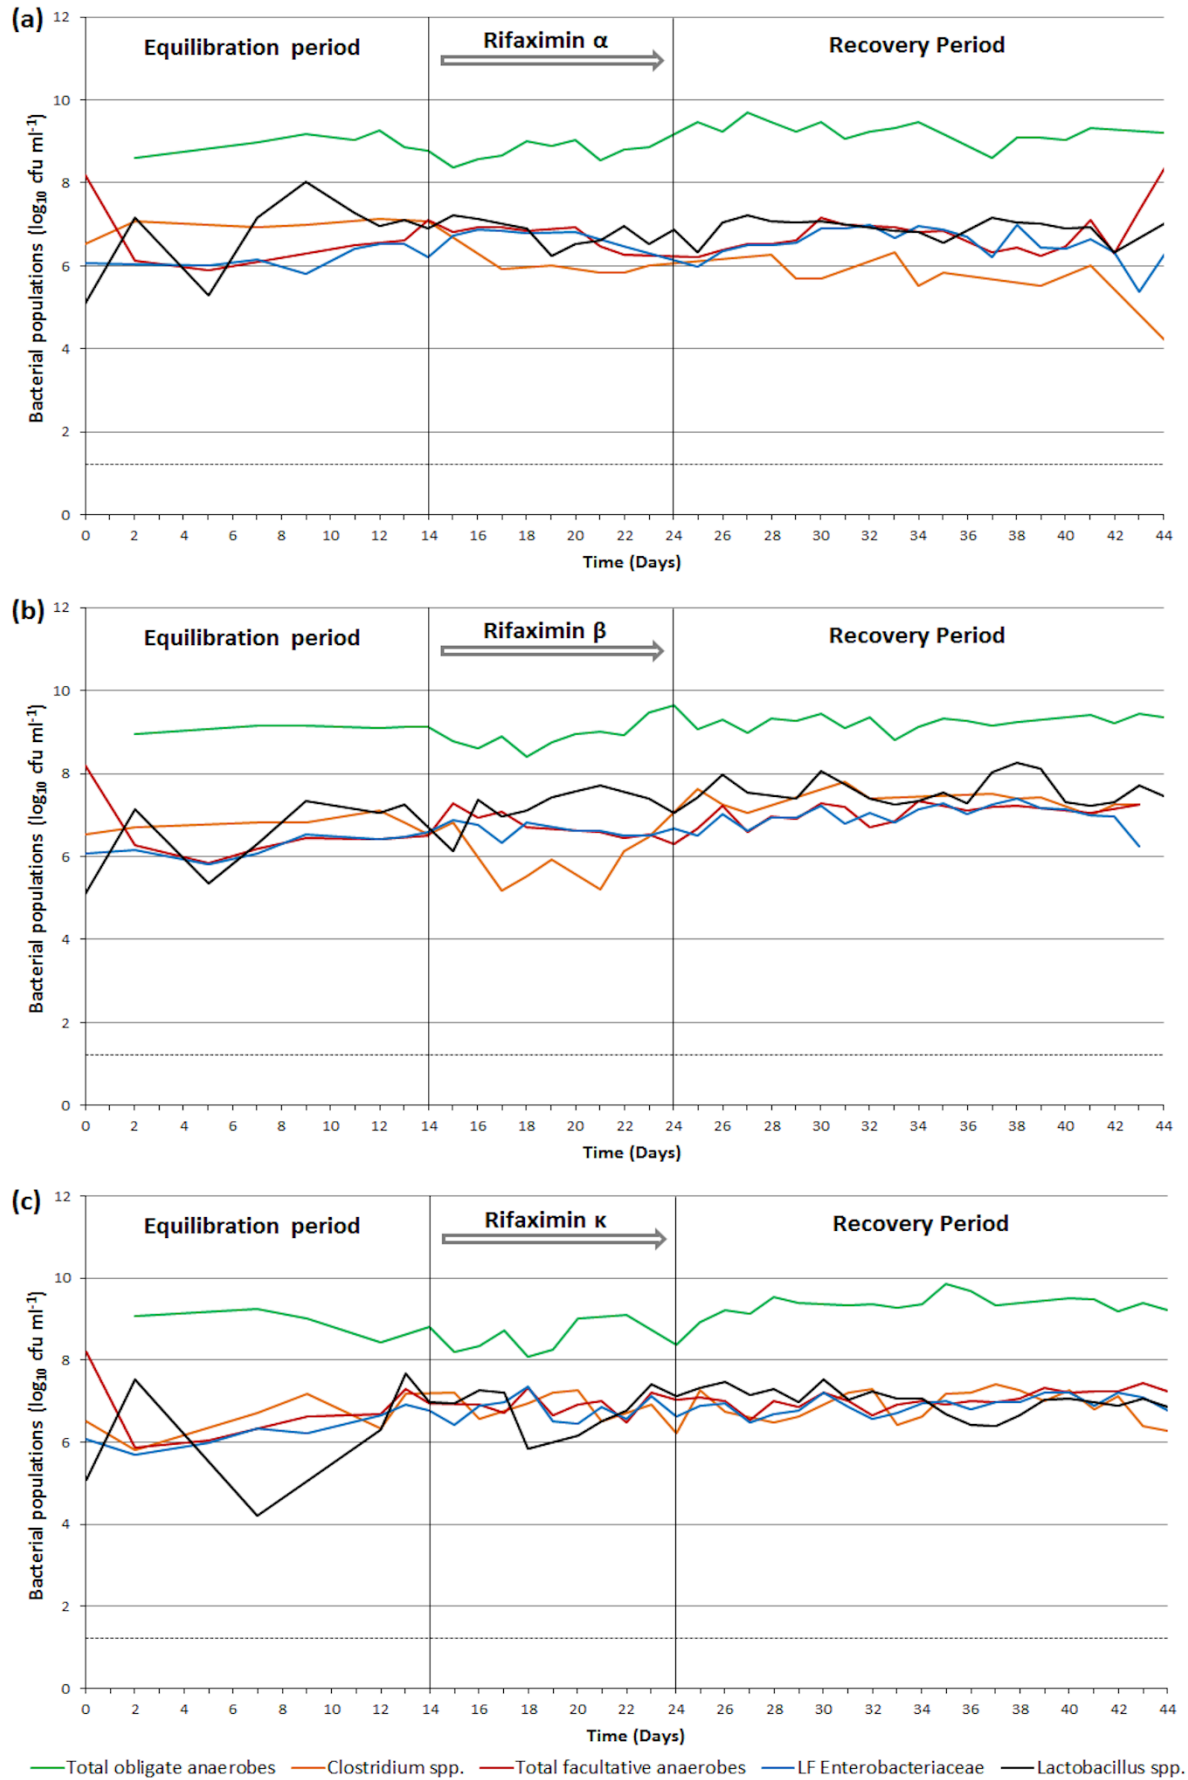 (a)
Bacterial populations (log10 cfu ml-1)
12
10
8
6
4
2
0
Equilibration period
Rifaximin α
Recovery Period
0 2 4 6 8 10 12 14 16 18 20 22 24 26 28 30 32 34 36 38 40 42 44
Time (Days)
(b)
Bacterial populations (log10 cfu ml-1)
12
10
8
6
4
2
0
Equilibration period
Rifaximin β
Recovery Period
0 2 4 6 8 10 12 14 16 18 20 22 24 26 28 30 32 34 36 38 40 42 44
Time (Days)
(c)
Bacterial populations (log10 cfu ml-1)
12
10
8
6
4
2
0
Equilibration period
Rifaximin κ
Recovery Period
0 2 4 6 8 10 12 14 16 18 20 22 24 26 28 30 32 34 36 38 40 42 44
Time (Days)
Total obligate anaerobes Clostridium spp. Total facultative anaerobes LF Enterobacteriaceae Lactobacillus spp.